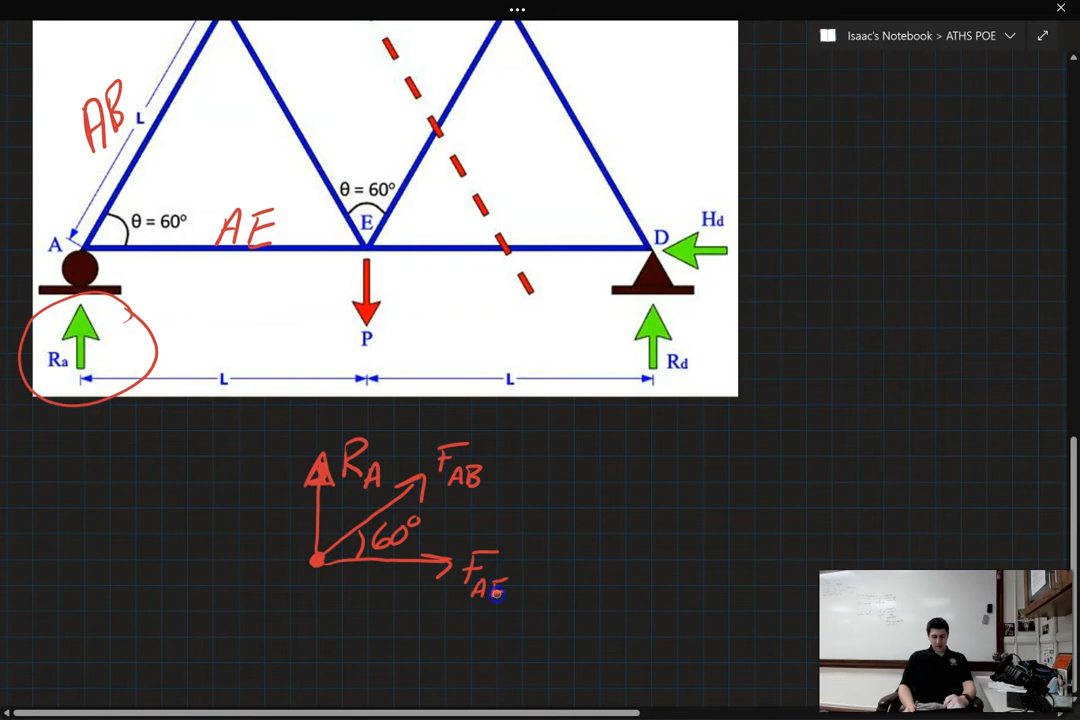 Isaac's Notebook > ATHS POE
AB
L
θ = 60°
θ = 60°
E
AE
A
D
Hd
P
Ra
Rd
L
L
RA
FAB
60°
FAE